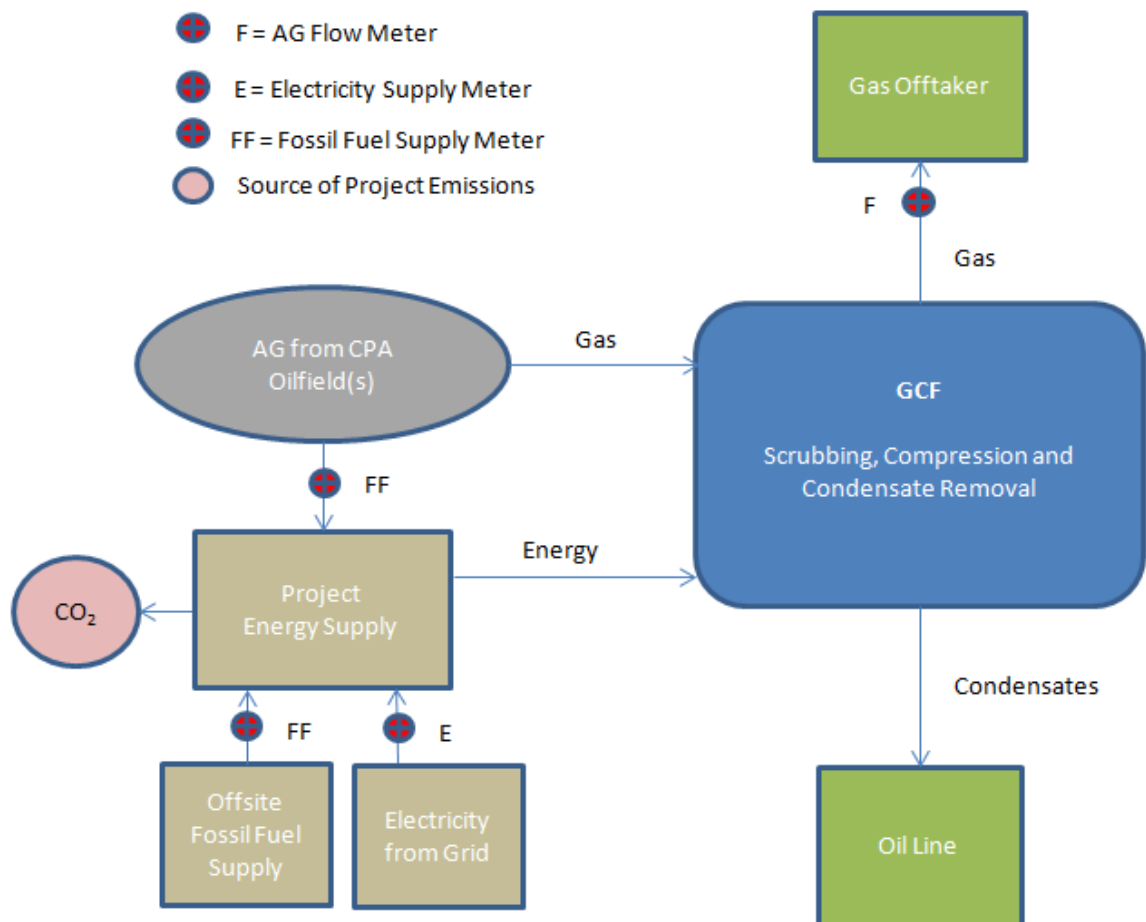 F = AG Flow Meter
E = Electricity Supply Meter
FF = Fossil Fuel Supply Meter
Source of Project Emissions
Gas Offtaker
F
Gas
AG from CPA
Oilfield(s)
Gas
GCF
Scrubbing, Compression and
Condensate Removal
FF
Energy
Project
Energy Supply
CO₂
Condensates
FF
E
Offsite
Fossil Fuel
Supply
Electricity
from Grid
Oil Line